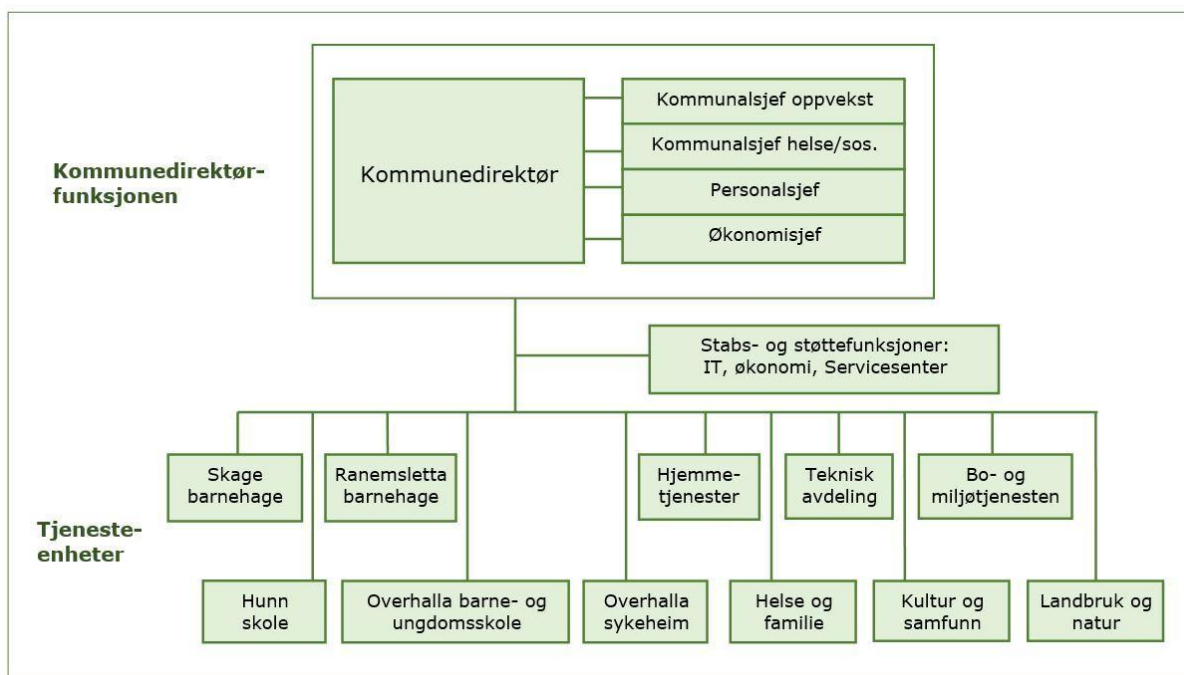 Kommunedirektør-
funksjonen
Kommunedirektør
Kommunalsjef oppvekst
Kommunalsjef helse/sos.
Personalsjef
Økonomisjef
Stabs- og støttefunksjoner:
IT, økonomi, Servicesenter
Tjeneste-
enheter
Skage
barnehage
Ranemsletta
barnehage
Hjemme-
tjenester
Teknisk
avdeling
Bo- og
miljøtjenesten
Hunn
skole
Overhalla barne- og
ungdomsskole
Overhalla
sykeheim
Helse og
familie
Kultur og
samfunn
Landbruk og
natur